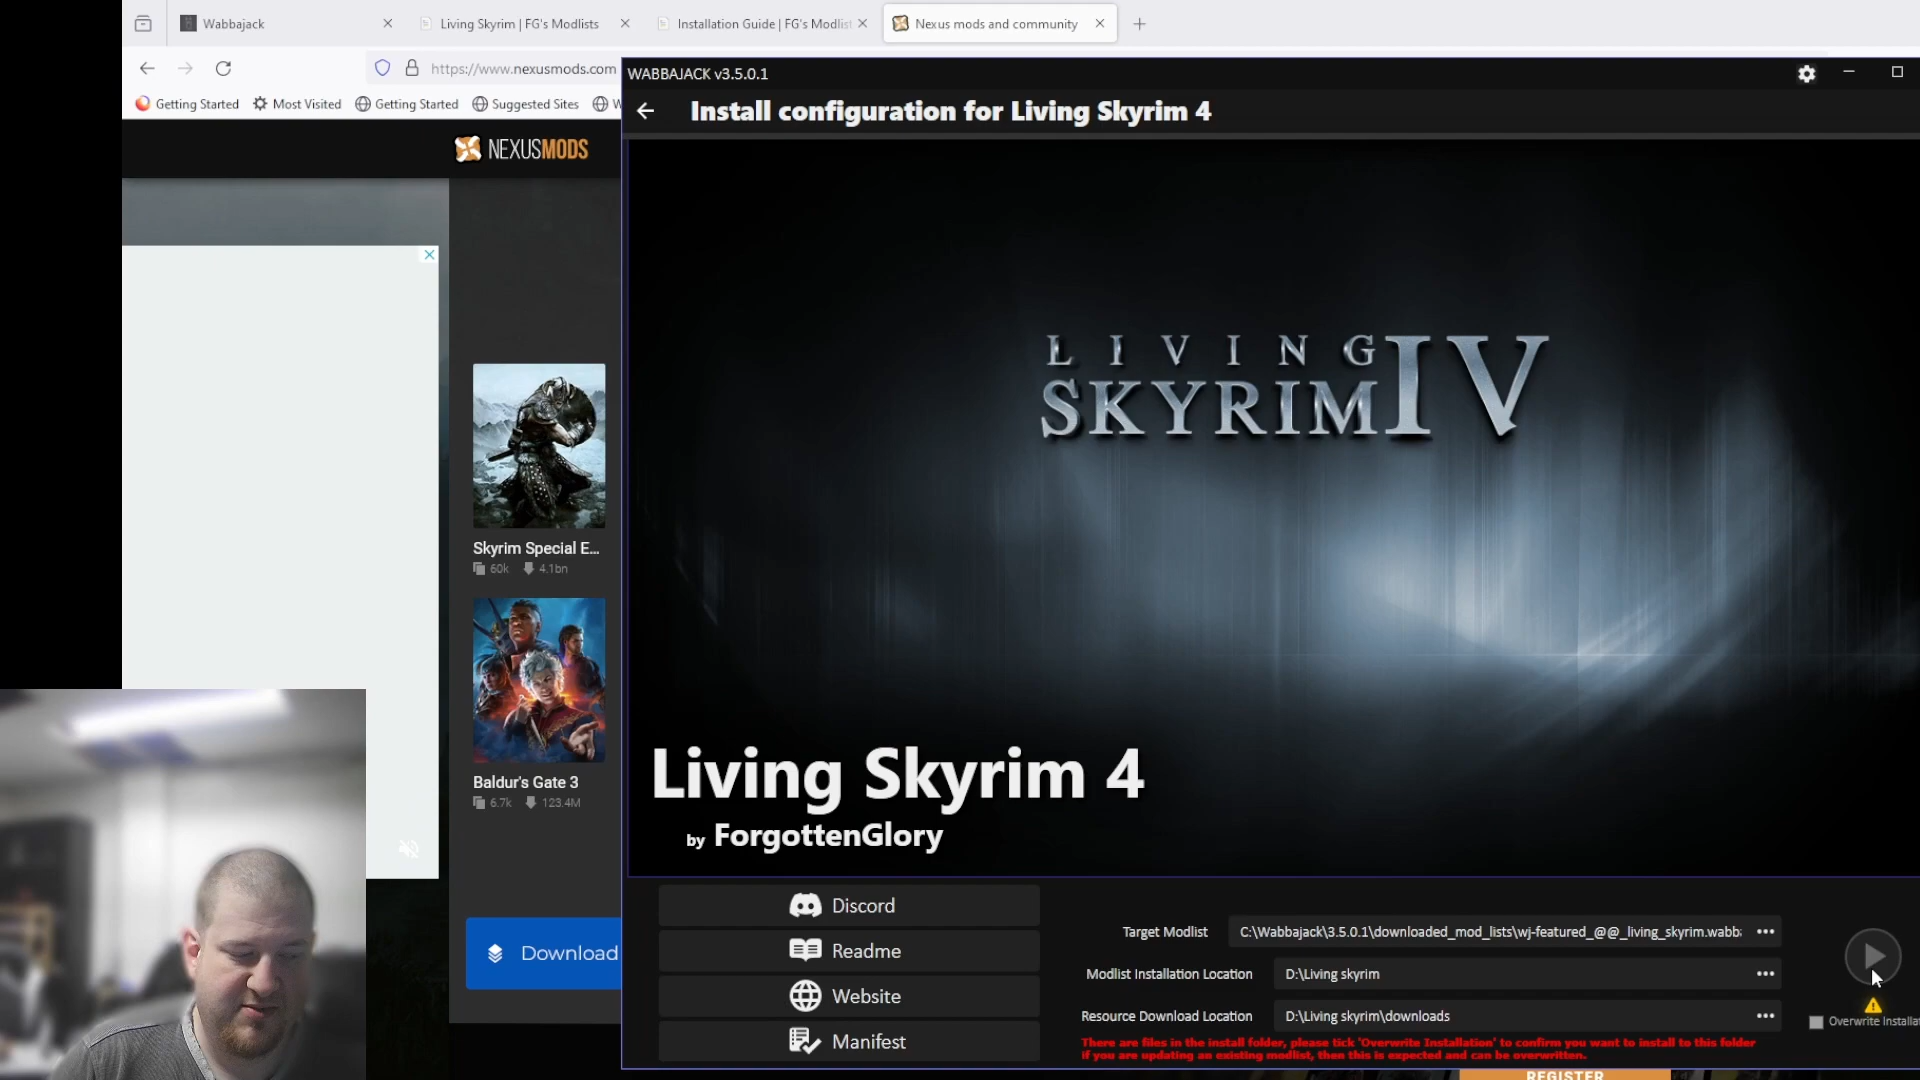 Wabbajack
Living Skyrim | FG's Modlists
Installation Guide | FG's Modlist
Nexus mods and community
https://www.nexusmods.com
Getting Started
Most Visited
Getting Started
Suggested Sites
W
NEXUSMODS
Skyrim Special E...
60k 4.1bn
Baldur's Gate 3
6.7k 123.4M
Download
WABBAJACK v3.5.0.1
Install configuration for Living Skyrim 4
LIVING
SKYRIM IV
Living Skyrim 4
by ForgottenGlory
Discord
Readme
Website
Manifest
Target Modlist C:\Wabbajack\3.5.0.1\downloaded_mod_lists\wj-featured_@@_living_skyrim.wabb
Modlist Installation Location D:\Living skyrim
Resource Download Location D:\Living skyrim\downloads
There are files in the install folder, please tick 'Overwrite Installation' to confirm you want to install to this folder
if you are updating an existing modlist, then this is expected and can be overwritten.
Overwrite Installat
REGISTER